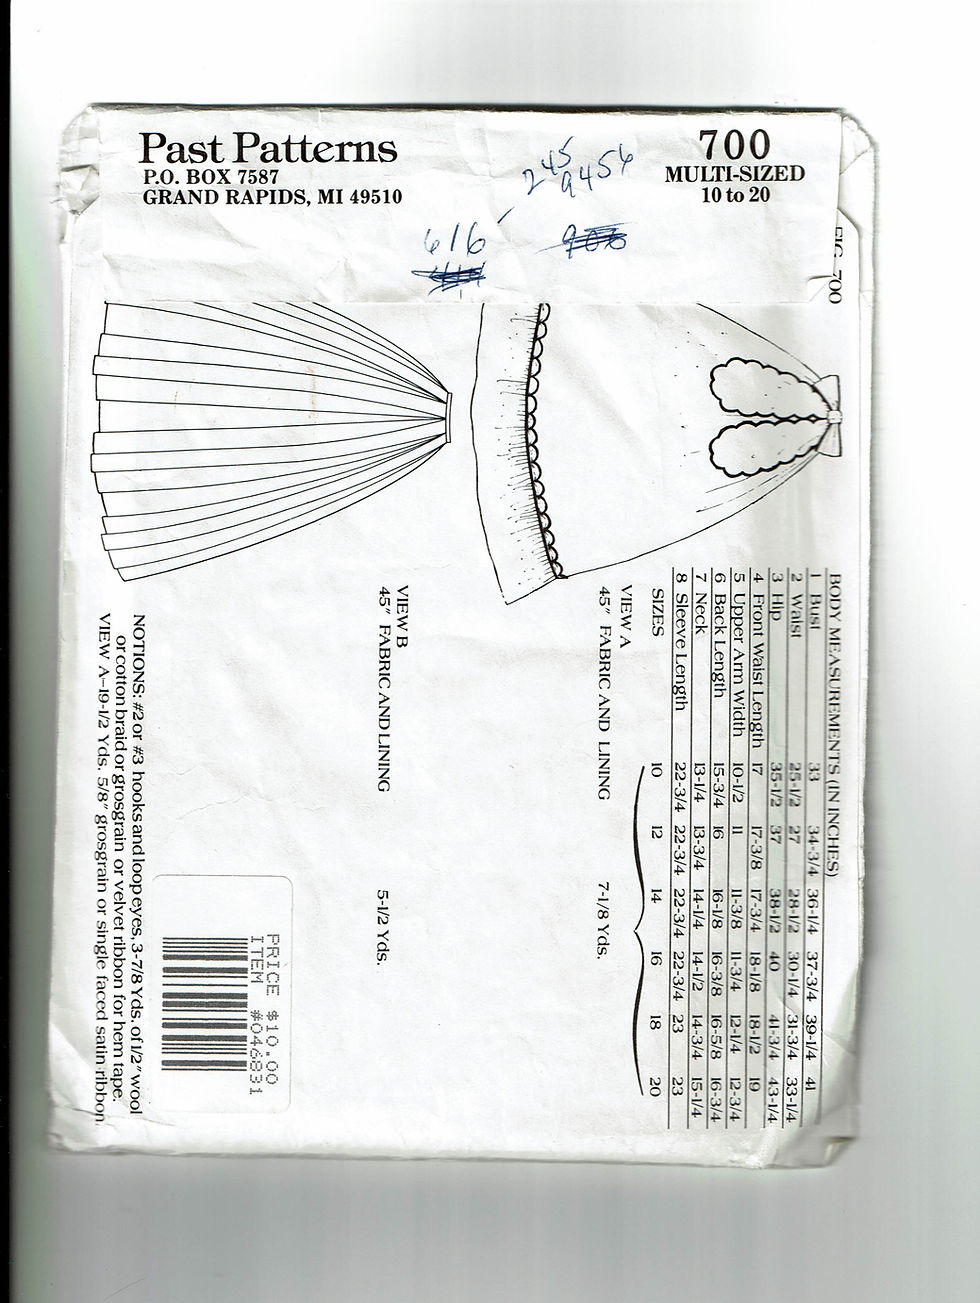 Past Patterns
P.O. BOX 7587
GRAND RAPIDS, MI 49510
700
MULTI-SIZED
10 to 20
245
9456
616
FIG. 700
BODY MEASUREMENTS (IN INCHES)
1 Bust 33 34-3/4 36-1/4 37-3/4 39-1/4 41
2 Waist 25-1/2 27 28-1/2 30-1/4 31-3/4 33-1/4
3 Hip 35-1/2 37 38-1/2 40 41-3/4 43-1/4
4 Front Waist Length 17 17-3/8 17-3/4 18-1/8 18-1/2 19
5 Upper Arm Width 10-1/2 11 11-3/8 11-3/4 12-1/4 12-3/4
6 Back Length 15-3/4 16 16-1/8 16-3/8 16-5/8 16-3/4
7 Neck 13-1/4 13-3/4 14-1/4 14-1/2 14-3/4 15-1/4
8 Sleeve Length 22-3/4 22-3/4 22-3/4 22-3/4 23 23
SIZES 10 12 14 16 18 20
VIEW A
45" FABRIC AND LINING 7-1/8 Yds.
VIEW B
45" FABRIC AND LINING 5-1/2 Yds.
NOTIONS: #2 or #3 hooks and loop eyes, 3-7/8 Yds. of 1/2" wool
or cotton braid or grosgrain or velvet ribbon for hem tape.
VIEW A-19-1/2 Yds. 5/8" grosgrain or single faced satin ribbon.
PRICE $10.00
ITEM #046831